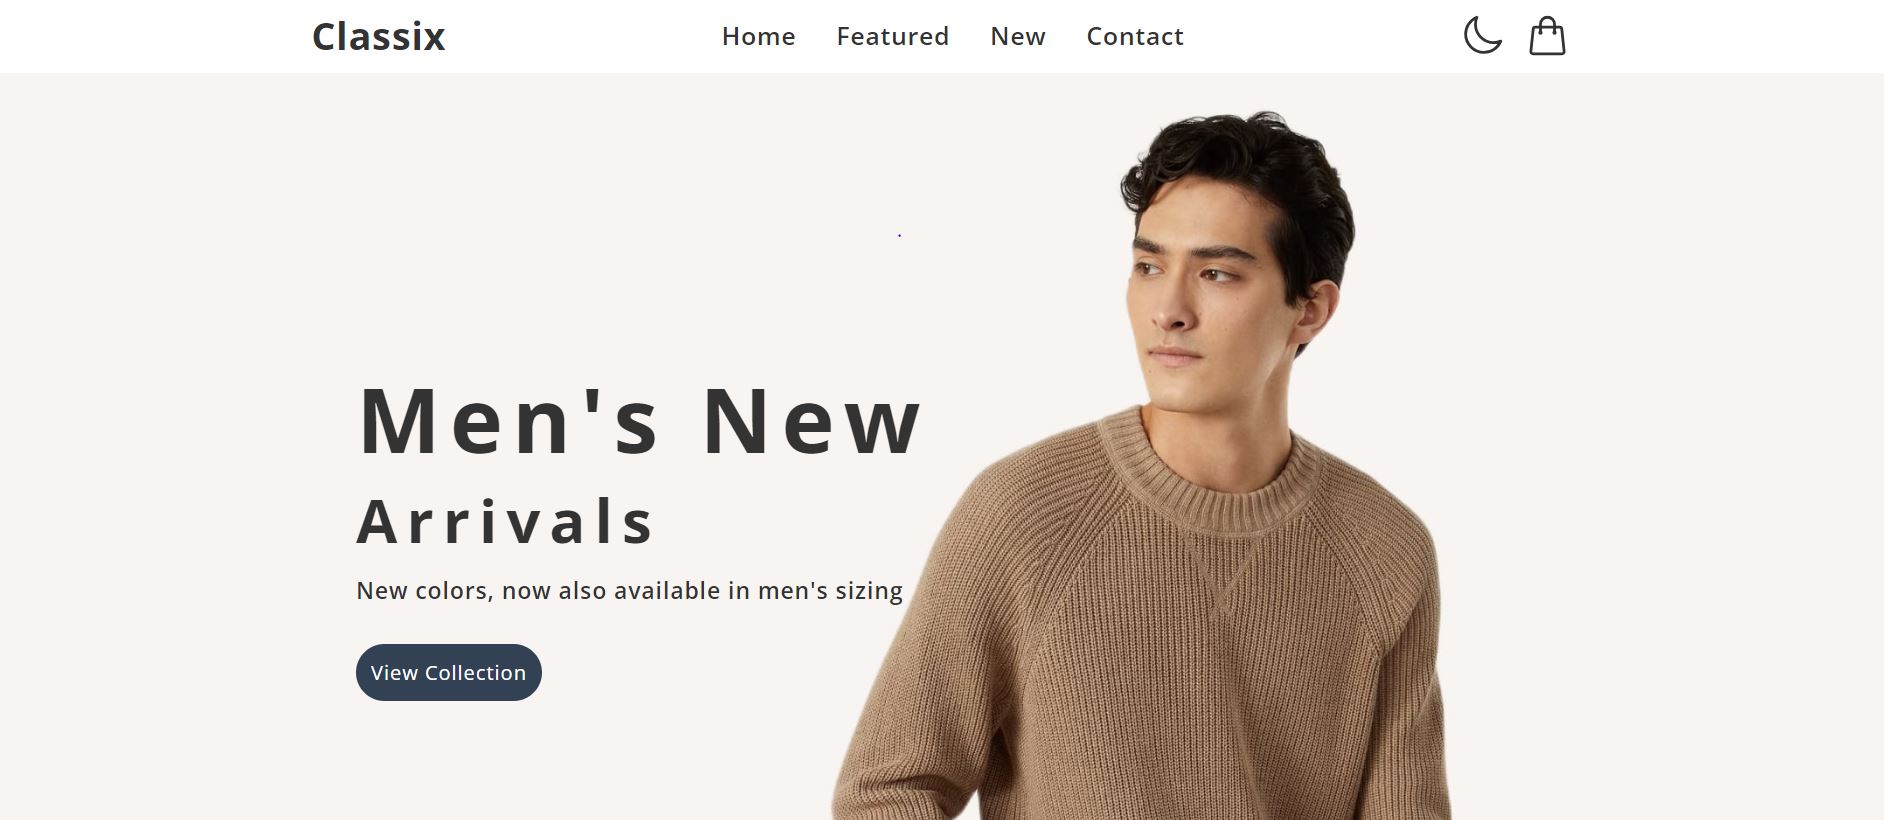 Classix
Home Featured New Contact
Men's New
Arrivals
New colors, now also available in men's sizing
View Collection